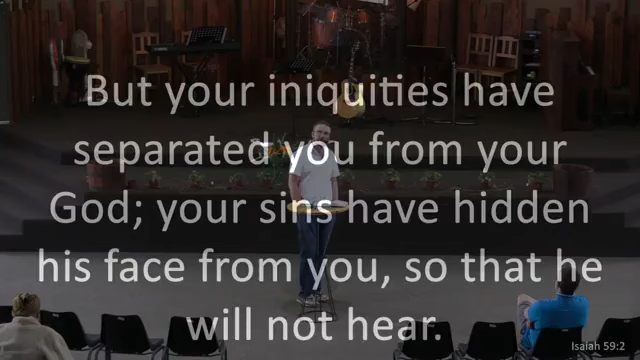 But your iniquities have
separated you from your
God; your sins have hidden
his face from you, so that he
will not hear.
Isaiah 59:2